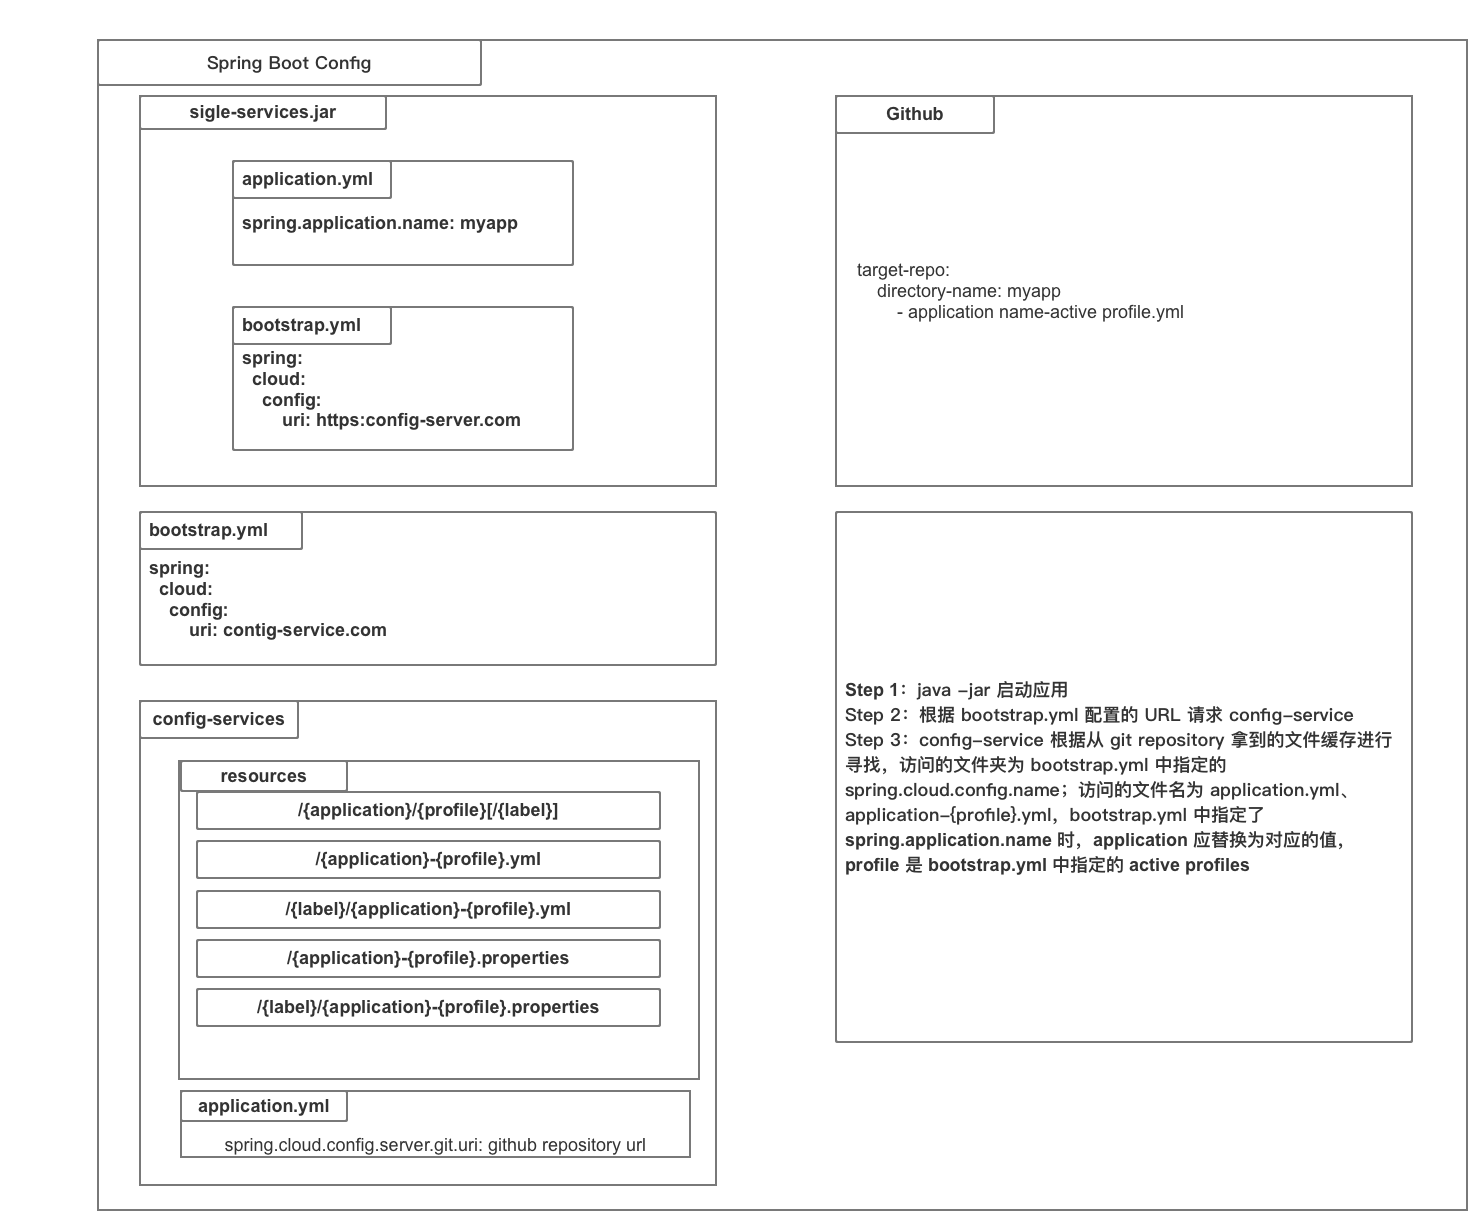 Spring Boot Config
sigle-services.jar
application.yml
spring.application.name: myapp
bootstrap.yml
spring:
cloud:
config:
uri: https:config-server.com
Github
target-repo:
directory-name: myapp
- application name-active profile.yml
bootstrap.yml
spring:
cloud:
config:
uri: contig-service.com
config-services
resources
/{application}/{profile}[/{label}]
/{application}-{profile}.yml
/{label}/{application}-{profile}.yml
/{application}-{profile}.properties
/{label}/{application}-{profile}.properties
application.yml
spring.cloud.config.server.git.uri: github repository url
Step 1：java -jar 启动应用
Step 2：根据 bootstrap.yml 配置的 URL 请求 config-service
Step 3：config-service 根据从 git repository 拿到的文件缓存进行
寻找，访问的文件夹为 bootstrap.yml 中指定的
spring.cloud.config.name；访问的文件名为 application.yml、
application-{profile}.yml，bootstrap.yml 中指定了
spring.application.name 时，application 应替换为对应的值，
profile 是 bootstrap.yml 中指定的 active profiles